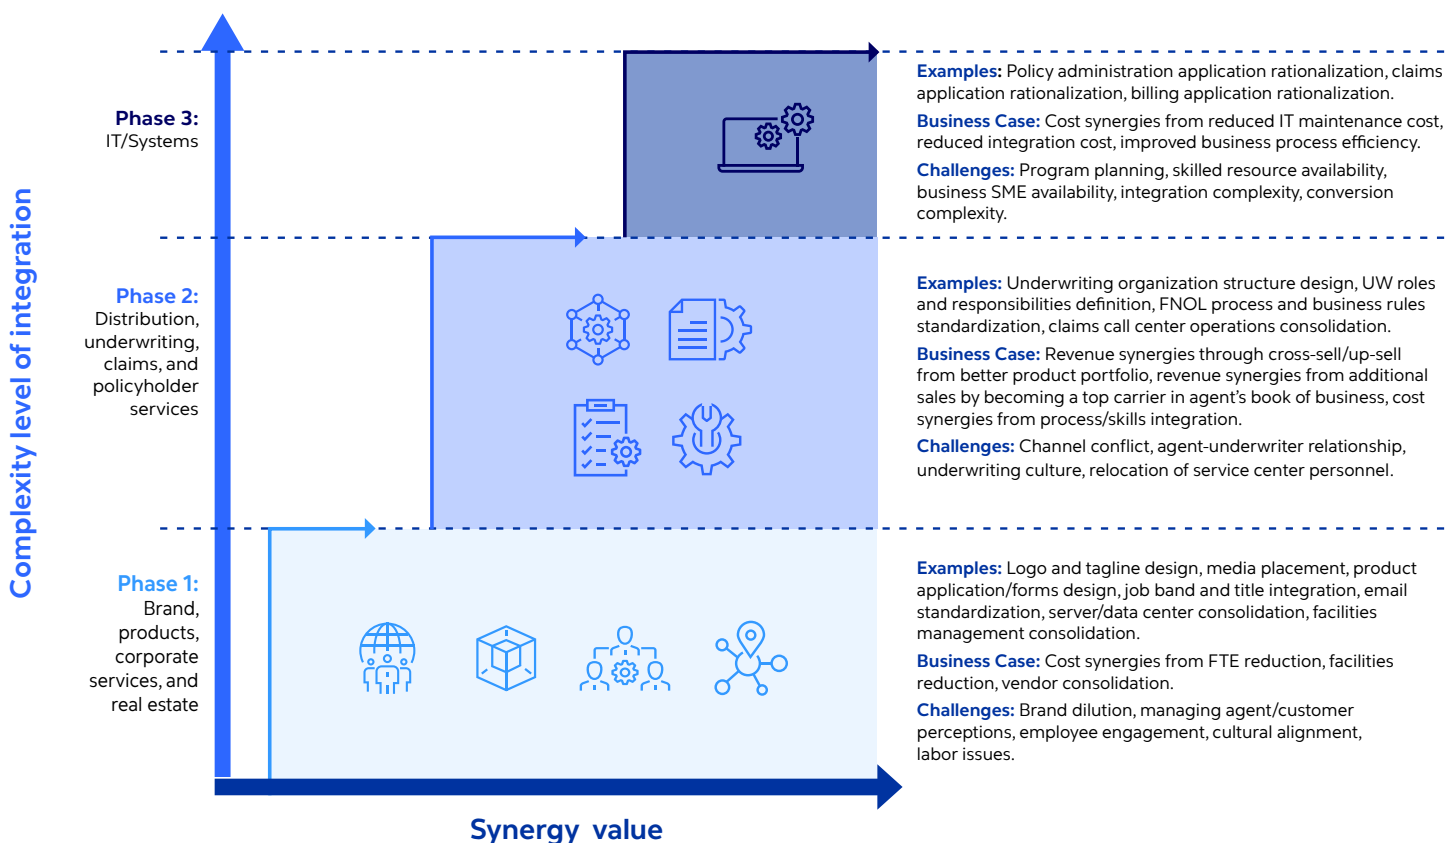 Complexity level of integration
Phase 3:
IT/Systems
Examples: Policy administration application rationalization, claims
application rationalization, billing application rationalization.
Business Case: Cost synergies from reduced IT maintenance cost,
reduced integration cost, improved business process efficiency.
Challenges: Program planning, skilled resource availability,
business SME availability, integration complexity, conversion
complexity.
Phase 2:
Distribution,
underwriting,
claims, and
policyholder
services
Examples: Underwriting organization structure design, UW roles
and responsibilities definition, FNOL process and business rules
standardization, claims call center operations consolidation.
Business Case: Revenue synergies through cross-sell/up-sell
from better product portfolio, revenue synergies from additional
sales by becoming a top carrier in agent’s book of business, cost
synergies from process/skills integration.
Challenges: Channel conflict, agent-underwriter relationship,
underwriting culture, relocation of service center personnel.
Phase 1:
Brand,
products,
corporate
services, and
real estate
Examples: Logo and tagline design, media placement, product
application/forms design, job band and title integration, email
standardization, server/data center consolidation, facilities
management consolidation.
Business Case: Cost synergies from FTE reduction, facilities
reduction, vendor consolidation.
Challenges: Brand dilution, managing agent/customer
perceptions, employee engagement, cultural alignment,
labor issues.
Synergy value